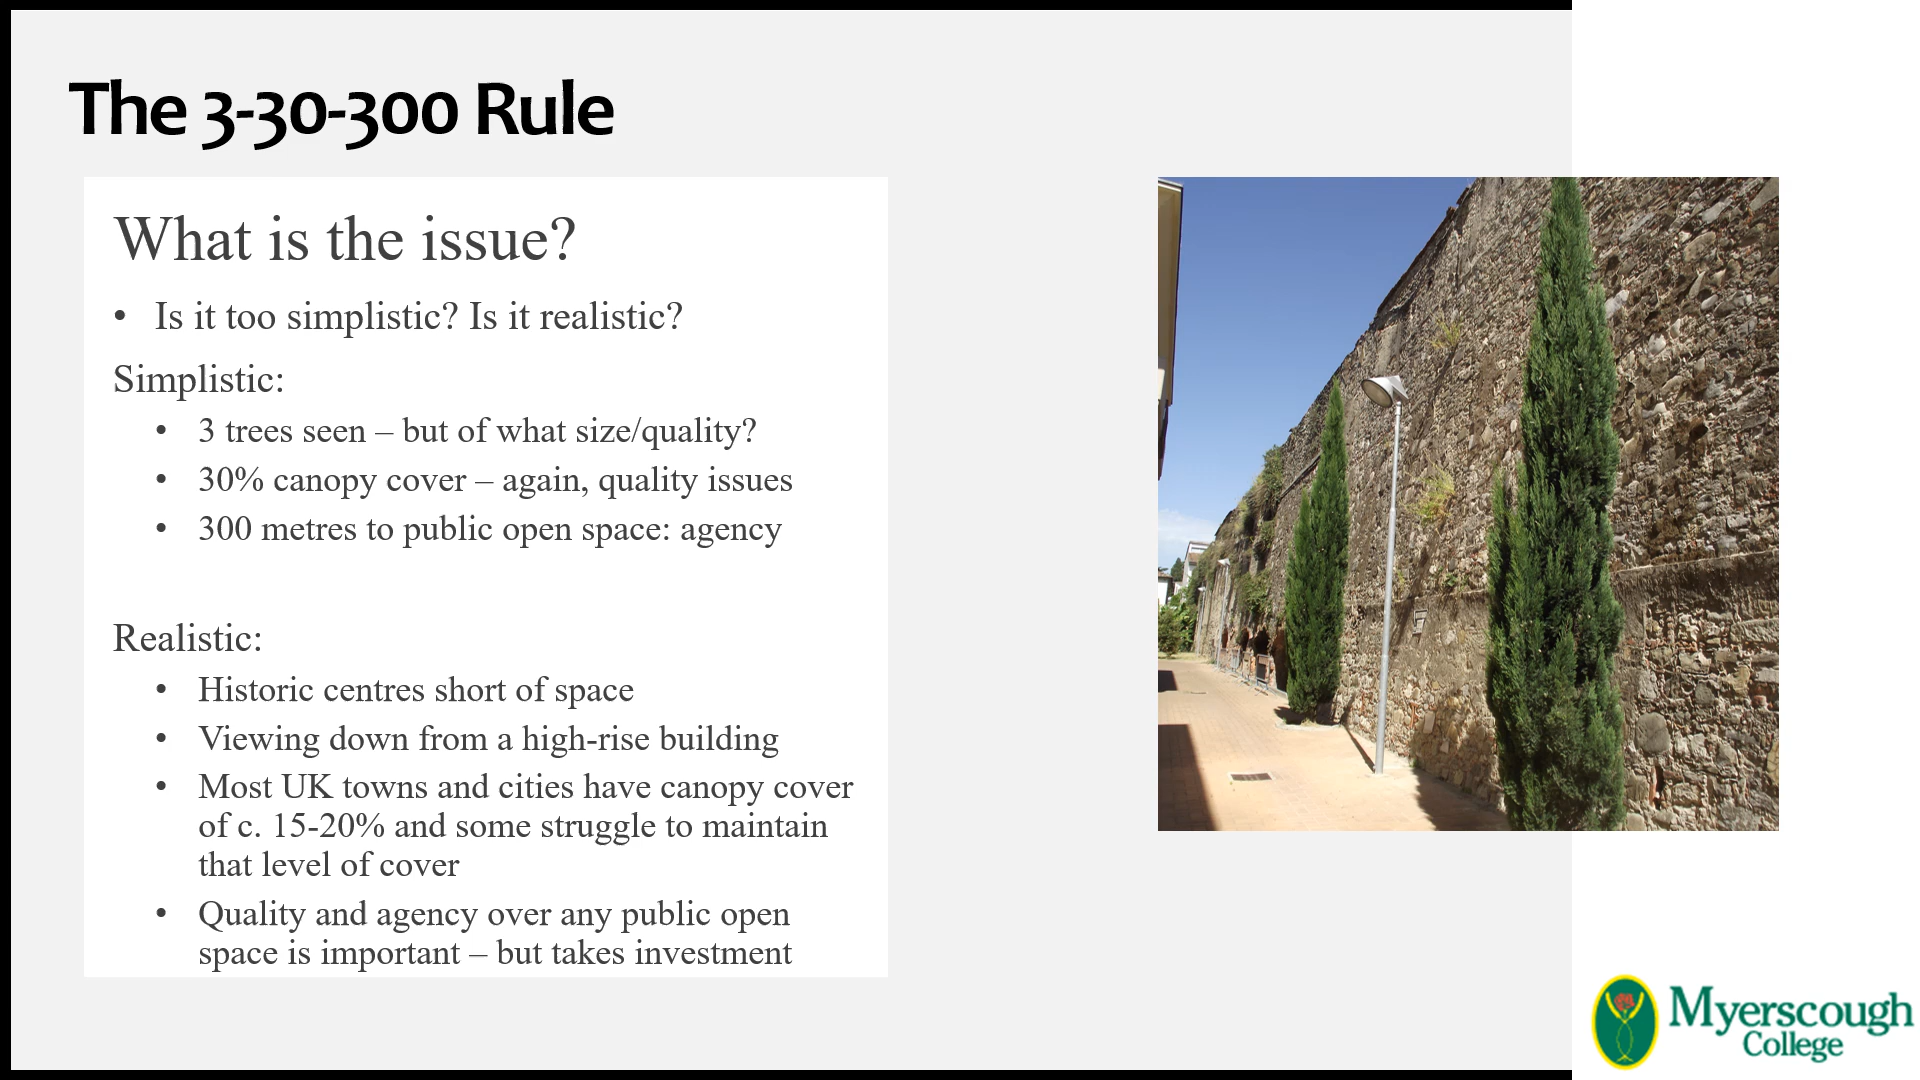 The 3-30-300 Rule
What is the issue?
• Is it too simplistic? Is it realistic?
Simplistic:
• 3 trees seen – but of what size/quality?
• 30% canopy cover – again, quality issues
• 300 metres to public open space: agency
Realistic:
• Historic centres short of space
• Viewing down from a high-rise building
• Most UK towns and cities have canopy cover
of c. 15-20% and some struggle to maintain
that level of cover
• Quality and agency over any public open
space is important – but takes investment
Myerscough
College